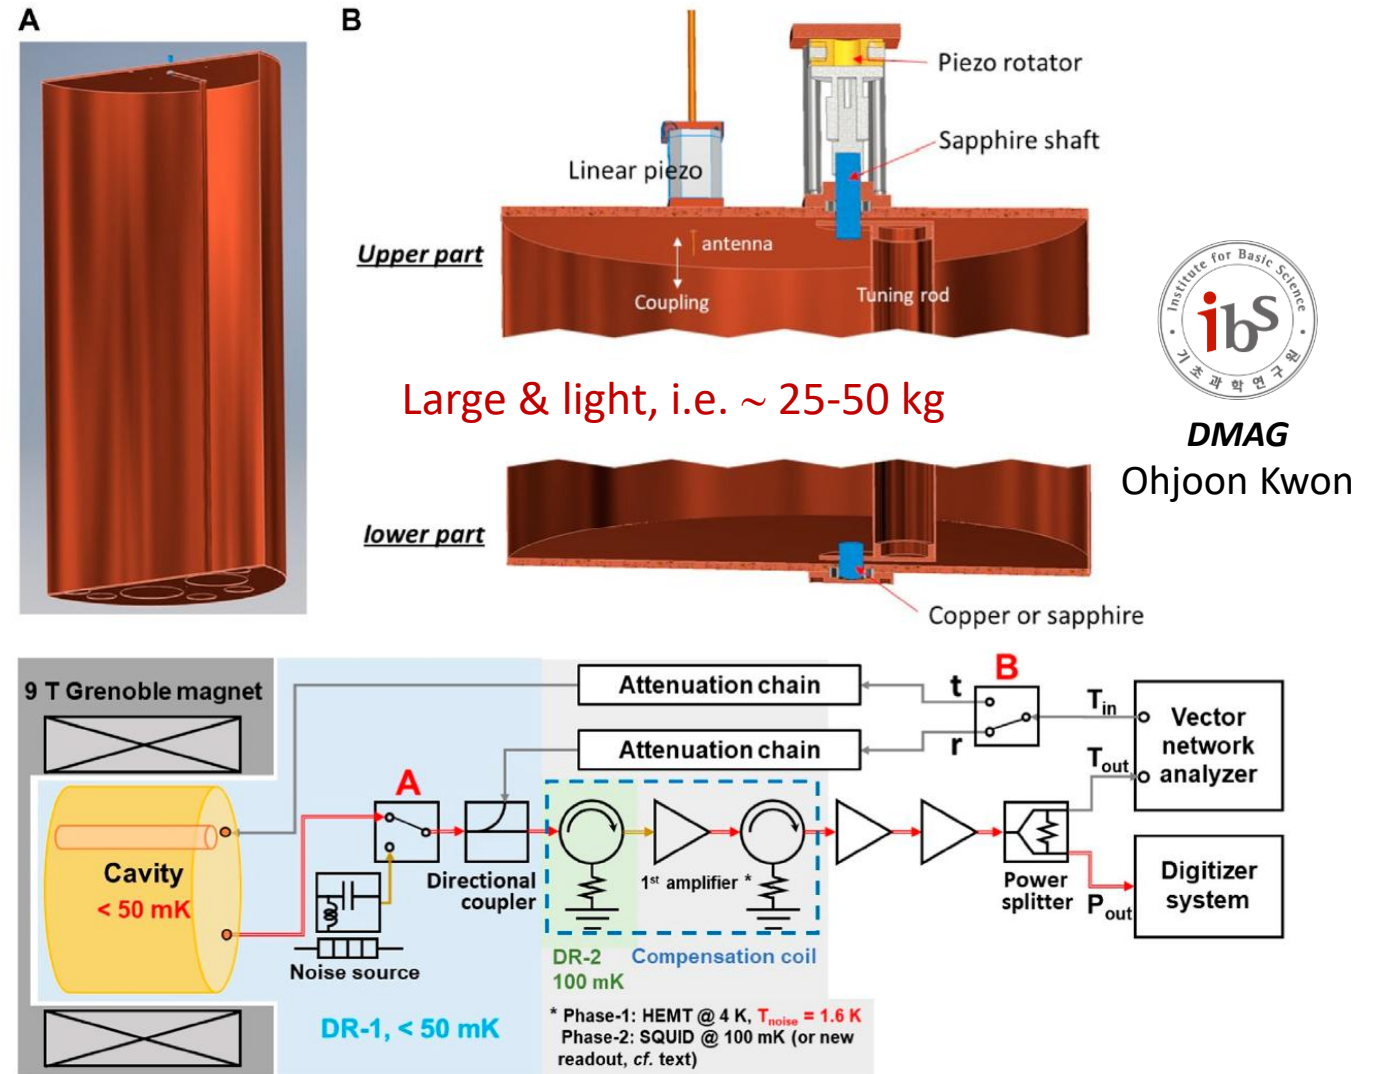 A
B
Piezo rotator
Sapphire shaft
Linear piezo
Upper part
antenna
Coupling
Tuning rod
Large & light, i.e. ~ 25-50 kg
Institute for Basic Science
ibs
기초과학연구원
DMAG
Ohjoon Kwon
lower part
Copper or sapphire
9 T Grenoble magnet
Attenuation chain
t
B
T_in
Vector
network
analyzer
Attenuation chain
r
T_out
A
Cavity
< 50 mK
Directional
coupler
1st amplifier *
Power
splitter
P_out
Digitizer
system
Noise source
DR-2
100 mK
Compensation coil
DR-1, < 50 mK
* Phase-1: HEMT @ 4 K, T_noise = 1.6 K
Phase-2: SQUID @ 100 mK (or new
readout, cf. text)